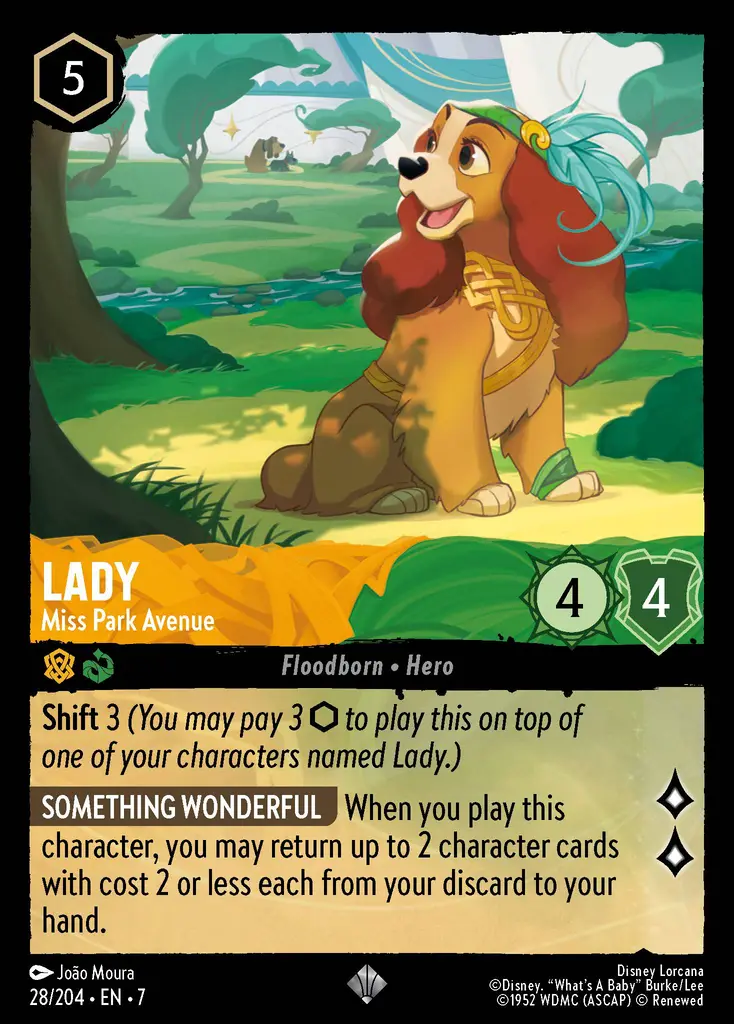 5
LADY
Miss Park Avenue
4
4
Floodborn • Hero
Shift 3 (You may pay 3 to play this on top of
one of your characters named Lady.)
SOMETHING WONDERFUL When you play this
character, you may return up to 2 character cards
with cost 2 or less each from your discard to your
hand.
João Moura
28/204 • EN • 7
Disney Lorcana
©Disney. "What's A Baby" Burke/Lee
©1952 WDMC (ASCAP) © Renewed